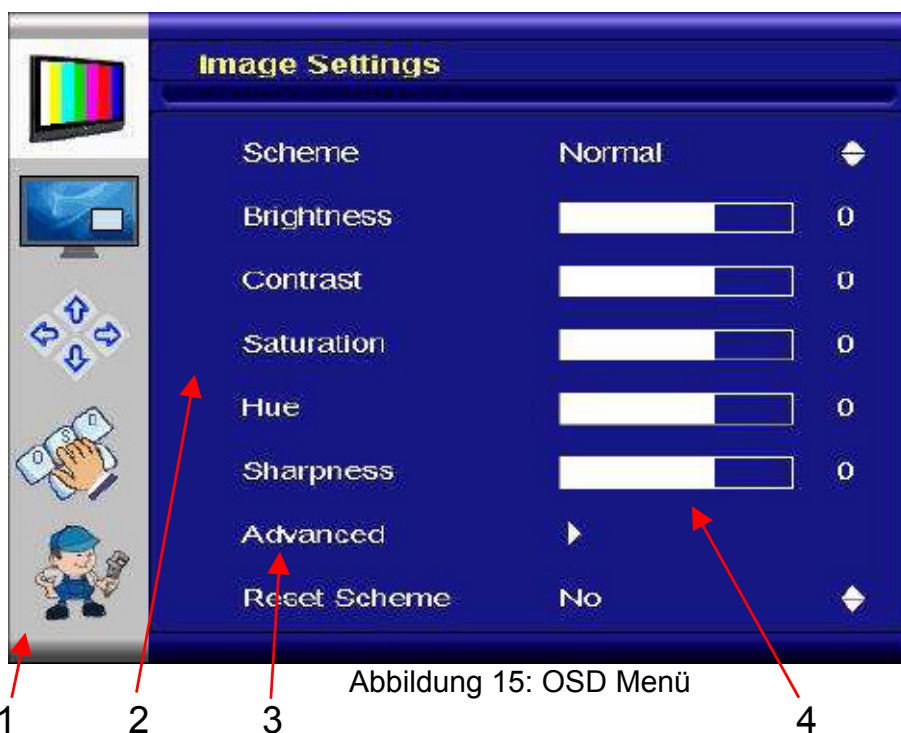 Image Settings
Scheme Normal
Brightness 0
Contrast 0
Saturation 0
Hue 0
Sharpness 0
Advanced
Reset Scheme No
O S D
Abbildung 15: OSD Menü
1 2 3 4